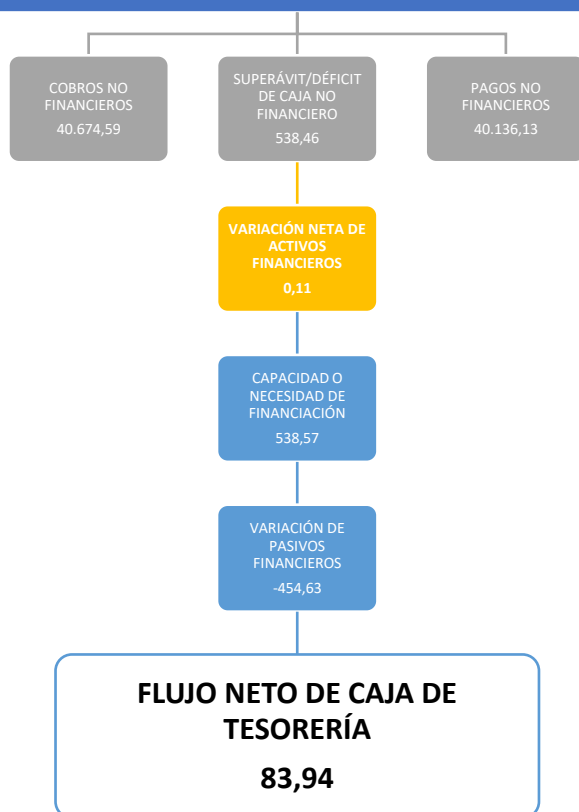 COBROS NO
FINANCIEROS
40.674,59
SUPERÁVIT/DÉFICIT
DE CAJA NO
FINANCIERO
538,46
PAGOS NO
FINANCIEROS
40.136,13
VARIACIÓN NETA DE
ACTIVOS
FINANCIEROS
0,11
CAPACIDAD O
NECESIDAD DE
FINANCIACIÓN
538,57
VARIACIÓN DE
PASIVOS
FINANCIEROS
-454,63
FLUJO NETO DE CAJA DE
TESORERÍA
83,94